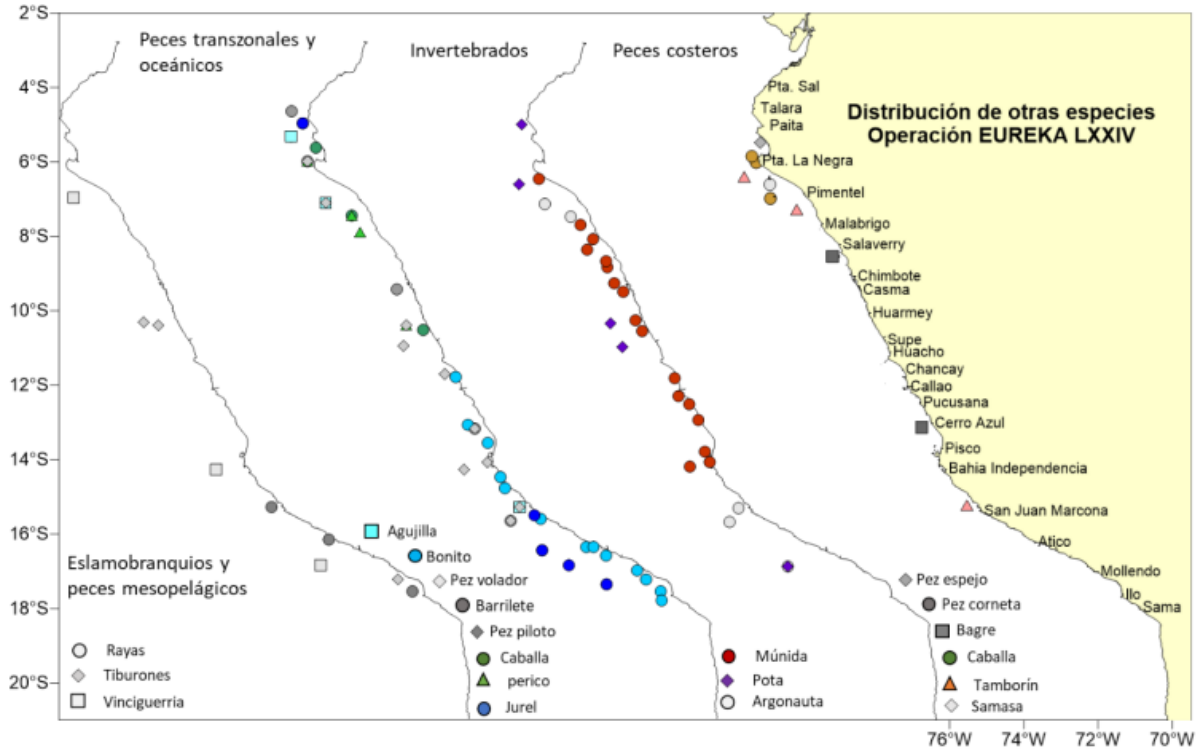 2°S
4°S
6°S
8°S
10°S
12°S
14°S
16°S
18°S
20°S
Peces transzonales y
oceánicos
Invertebrados
Peces costeros
Distribución de otras especies
Operación EUREKA LXXIV
Pta. Sal
Talara
Paita
Pta. La Negra
Pimentel
Malabrigo
Salaverry
Chimbote
Casma
Huarmey
Supe
Huacho
Chancay
Callao
Pucusana
Cerro Azul
Pisco
Bahia Independencia
San Juan Marcona
Atico
Mollendo
Ilo
Sama
Eslamobranquios y
peces mesopelágicos
Rayas
Tiburones
Vinciguerria
Agujilla
Bonito
Pez volador
Barrilete
Pez piloto
Caballa
perico
Jurel
Múnida
Pota
Argonauta
Pez espejo
Pez corneta
Bagre
Caballa
Tamborín
Samasa
76°W
74°W
72°W
70°W